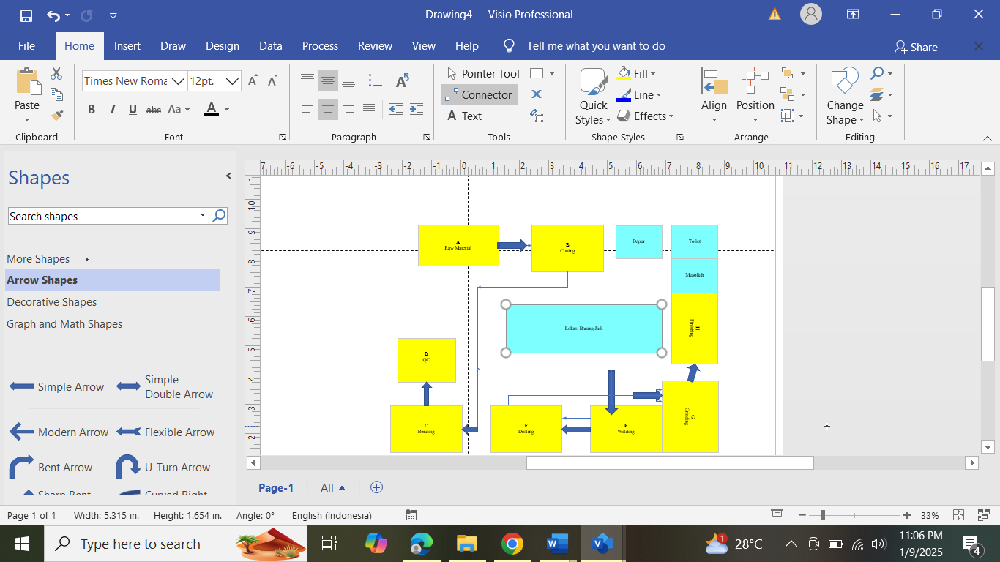 Drawing4 - Visio Professional
File Home Insert Draw Design Data Process Review View Help Tell me what you want to do Share
Paste
Clipboard
Times New Roma 12pt.
B I U abc Aa A
Font
Paragraph
Pointer Tool
Connector
A Text
Tools
Quick Styles
Fill
Line
Effects
Shape Styles
Align
Position
Arrange
Change Shape
Editing
Shapes
Search shapes
More Shapes
Arrow Shapes
Decorative Shapes
Graph and Math Shapes
Simple Arrow
Simple Double Arrow
Modern Arrow
Flexible Arrow
Bent Arrow
U-Turn Arrow
Sharp Bent
Curved Right
7 -6 -5 -4 -3 -2 -1 0 1 2 3 4 5 6 7 8 9 10 11 12 13 14 15 16 17
10
9
8
7
6
5
4
3
2
A
Raw Material
B
Cutting
Dapur
Toilet
Musollah
Lokasi Barang Jadi
H
Finishing
D
QC
G
Grinding
C
Bending
F
Drilling
E
Welding
Page-1 All
Page 1 of 1 Width: 5.315 in. Height: 1.654 in. Angle: 0° English (Indonesia) 33%
Type here to search
1
28°C
11:06 PM
1/9/2025
4